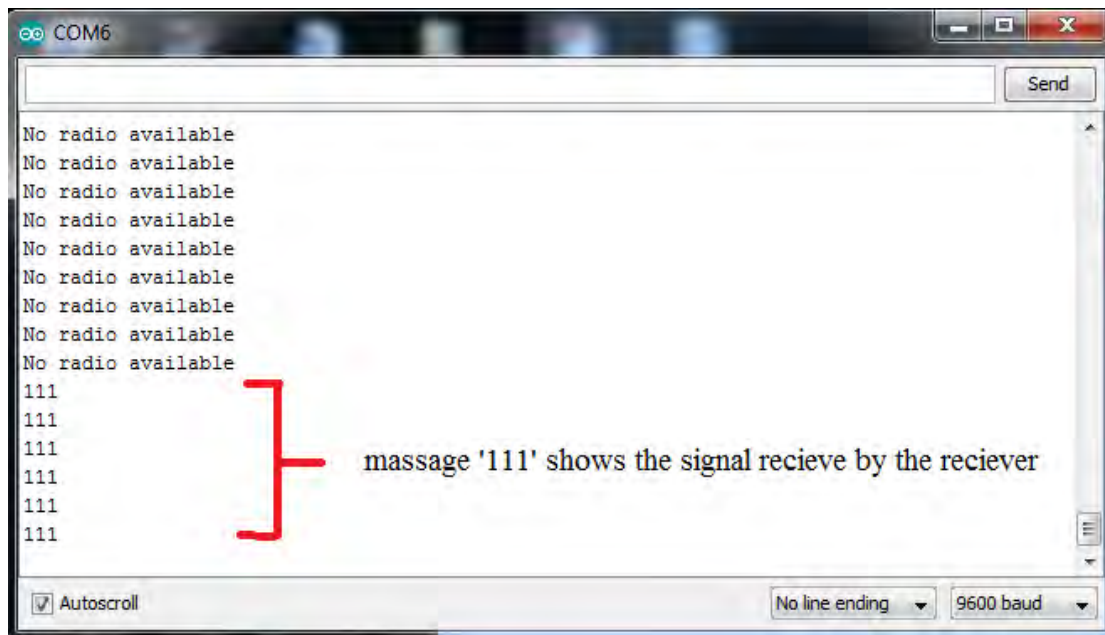 COM6
Send
No radio available
No radio available
No radio available
No radio available
No radio available
No radio available
No radio available
No radio available
No radio available
111
111
111
111
111
111
massage '111' shows the signal recieve by the reciever
Autoscroll
No line ending
9600 baud